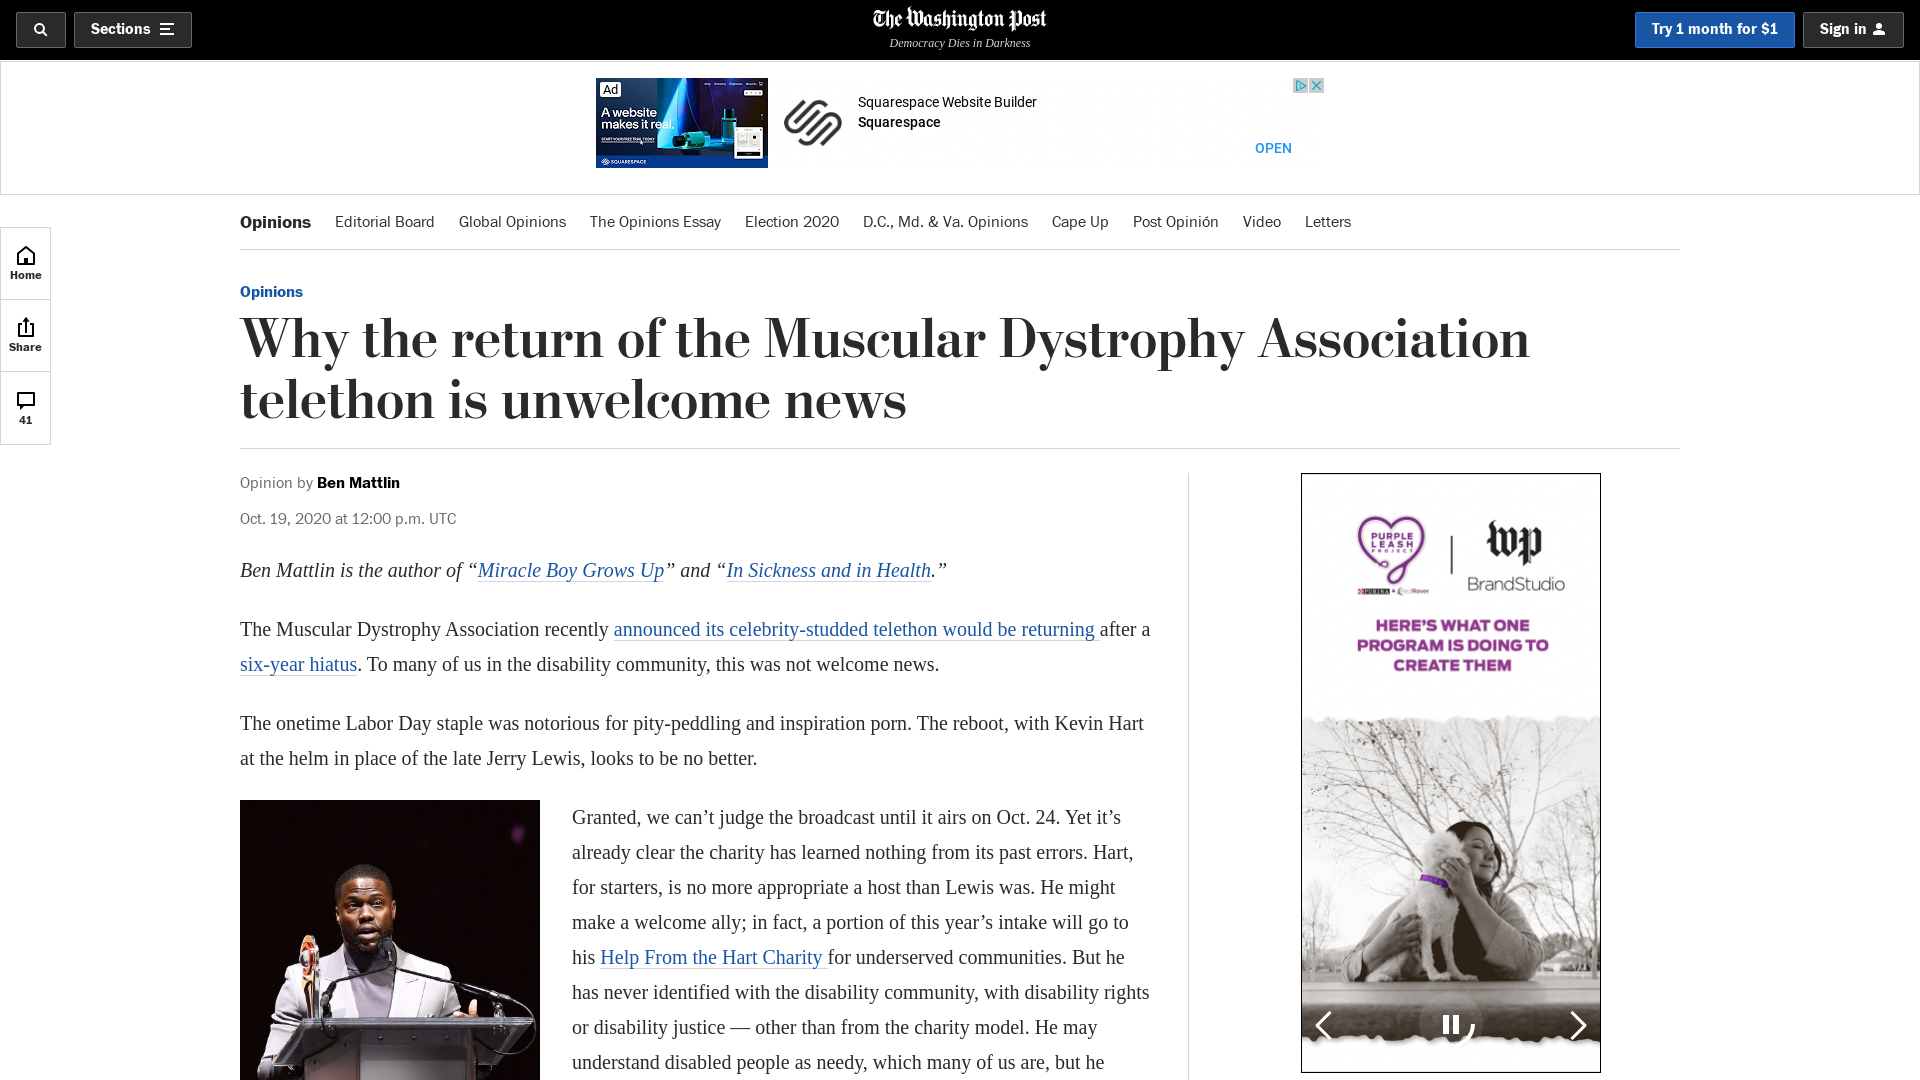 Sections
The Washington Post
Democracy Dies in Darkness
Try 1 month for $1
Sign in
Ad
A website
makes it real.
START YOUR FREE TRIAL TODAY
SQUARESPACE
Squarespace Website Builder
Squarespace
OPEN
Opinions Editorial Board Global Opinions The Opinions Essay Election 2020 D.C., Md. & Va. Opinions Cape Up Post Opinión Video Letters
Home
Share
41
Opinions
Why the return of the Muscular Dystrophy Association
telethon is unwelcome news
Opinion by Ben Mattlin
Oct. 19, 2020 at 12:00 p.m. UTC
Ben Mattlin is the author of “Miracle Boy Grows Up” and “In Sickness and in Health.”
The Muscular Dystrophy Association recently announced its celebrity-studded telethon would be returning after a
six-year hiatus. To many of us in the disability community, this was not welcome news.
The onetime Labor Day staple was notorious for pity-peddling and inspiration porn. The reboot, with Kevin Hart
at the helm in place of the late Jerry Lewis, looks to be no better.
Granted, we can’t judge the broadcast until it airs on Oct. 24. Yet it’s
already clear the charity has learned nothing from its past errors. Hart,
for starters, is no more appropriate a host than Lewis was. He might
make a welcome ally; in fact, a portion of this year’s intake will go to
his Help From the Hart Charity for underserved communities. But he
has never identified with the disability community, with disability rights
or disability justice — other than from the charity model. He may
understand disabled people as needy, which many of us are, but he
PURPLE
LEASH
PROJECT
PURINA + RedRover
wp
BrandStudio
HERE’S WHAT ONE
PROGRAM IS DOING TO
CREATE THEM